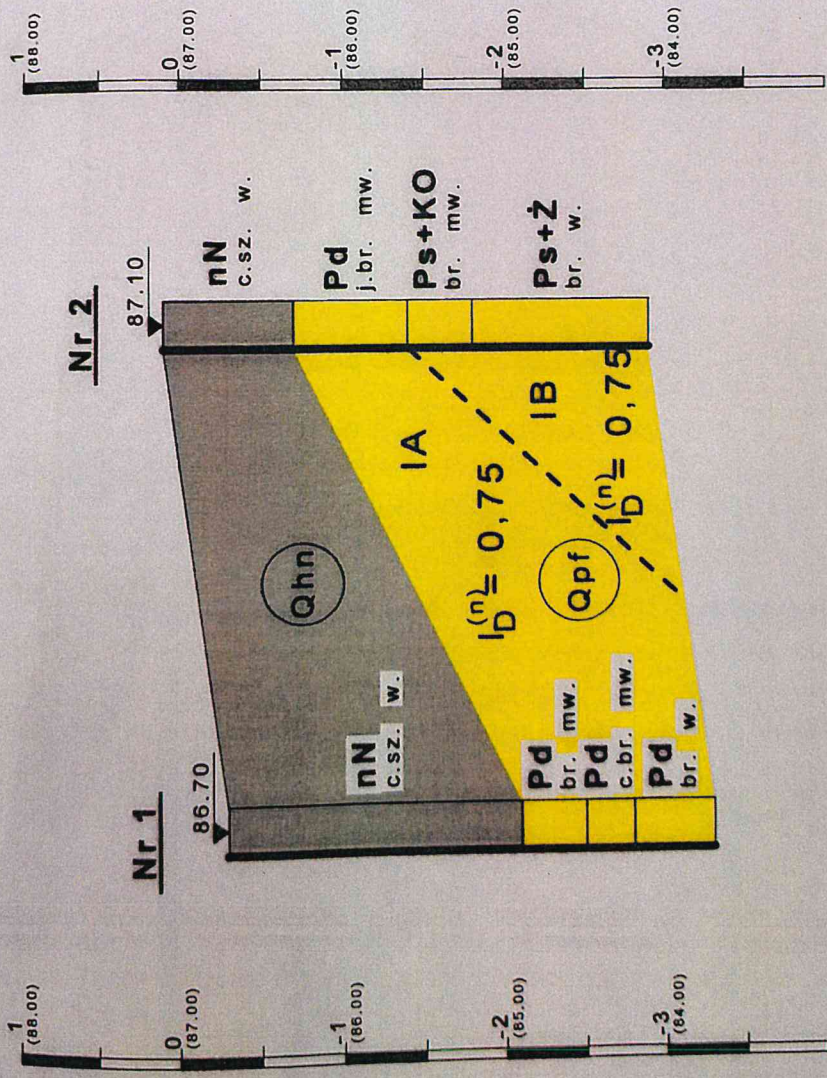 1
(88.00)
0
(87.00)
-1
(86.00)
-2
(85.00)
-3
(84.00)
Nr 1
86.70
nN
c.sz. w.
Pd
br. mw.
Pd
c.br. mw.
Pd
br. w.
Qhn
IA
I_D^(n)= 0,75
Qpf
IB
I_D^(n)= 0,75
Nr 2
87.10
nN
c.sz. w.
Pd
j.br. mw.
Ps+KO
br. mw.
Ps+Ż
br. w.
1
(88.00)
0
(87.00)
-1
(86.00)
-2
(85.00)
-3
(84.00)